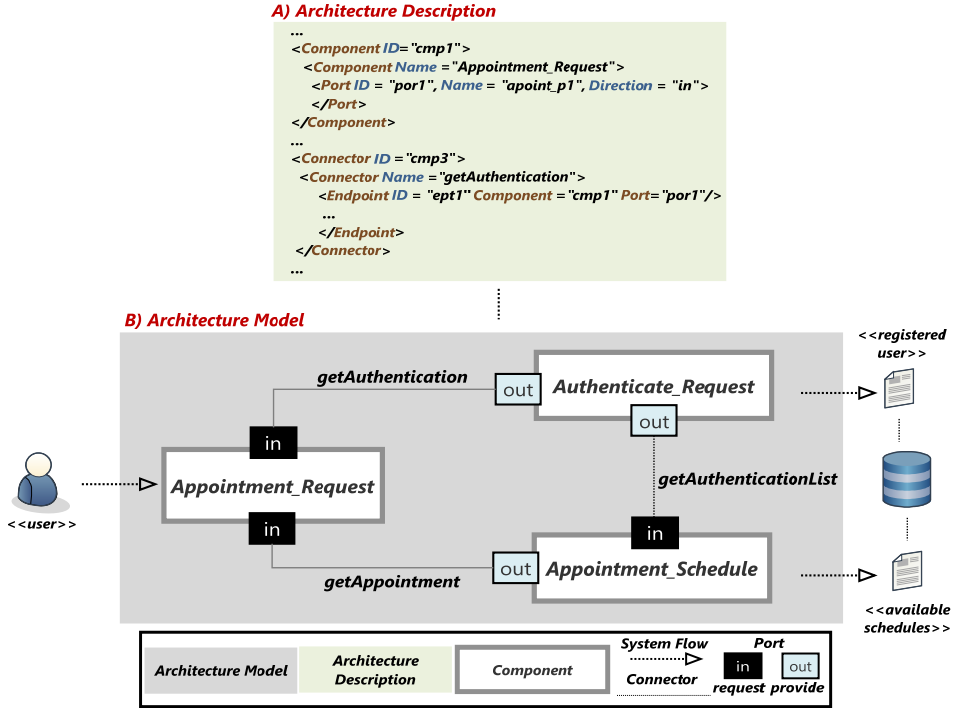 A) Architecture Description
...
<Component ID="cmp1">
<Component Name ="Appointment_Request">
<Port ID = "por1", Name = "apoint_p1", Direction = "in">
</Port>
</Component>
...
<Connector ID ="cmp3">
<Connector Name ="getAuthentication">
<Endpoint ID = "ept1" Component ="cmp1" Port="por1"/>
...
</Endpoint>
</Connector>
...
B) Architecture Model
<<registered
user>>
getAuthentication
out
Authenticate_Request
out
in
Appointment_Request
getAuthenticationList
<<user>>
in
in
out
Appointment_Schedule
getAppointment
<<available
schedules>>
Architecture Model
Architecture
Description
Component
System Flow
Connector
Port
in
out
request
provide